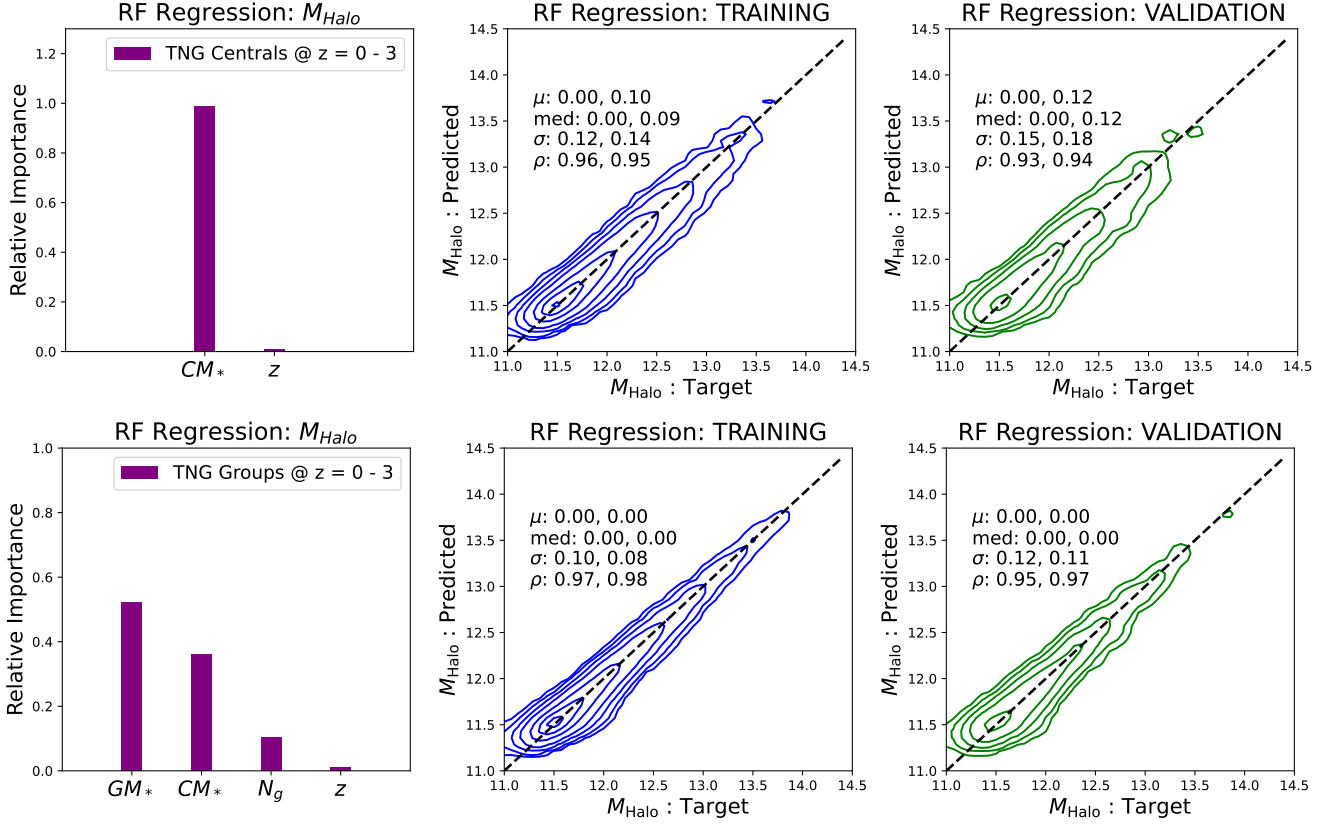 RF Regression: M_Halo
TNG Centrals @ z = 0 - 3
Relative Importance
1.2
1.0
0.8
0.6
0.4
0.2
0.0
CM* z
RF Regression: TRAINING
μ: 0.00, 0.10
med: 0.00, 0.09
σ: 0.12, 0.14
ρ: 0.96, 0.95
M_Halo : Predicted
14.5
14.0
13.5
13.0
12.5
12.0
11.5
11.0
11.0 11.5 12.0 12.5 13.0 13.5 14.0 14.5
M_Halo : Target
RF Regression: VALIDATION
μ: 0.00, 0.12
med: 0.00, 0.12
σ: 0.15, 0.18
ρ: 0.93, 0.94
M_Halo : Predicted
14.5
14.0
13.5
13.0
12.5
12.0
11.5
11.0
11.0 11.5 12.0 12.5 13.0 13.5 14.0 14.5
M_Halo : Target
RF Regression: M_Halo
TNG Groups @ z = 0 - 3
Relative Importance
1.0
0.8
0.6
0.4
0.2
0.0
GM* CM* N_g z
RF Regression: TRAINING
μ: 0.00, 0.00
med: 0.00, 0.00
σ: 0.10, 0.08
ρ: 0.97, 0.98
M_Halo : Predicted
14.5
14.0
13.5
13.0
12.5
12.0
11.5
11.0
11.0 11.5 12.0 12.5 13.0 13.5 14.0 14.5
M_Halo : Target
RF Regression: VALIDATION
μ: 0.00, 0.00
med: 0.00, 0.00
σ: 0.12, 0.11
ρ: 0.95, 0.97
M_Halo : Predicted
14.5
14.0
13.5
13.0
12.5
12.0
11.5
11.0
11.0 11.5 12.0 12.5 13.0 13.5 14.0 14.5
M_Halo : Target